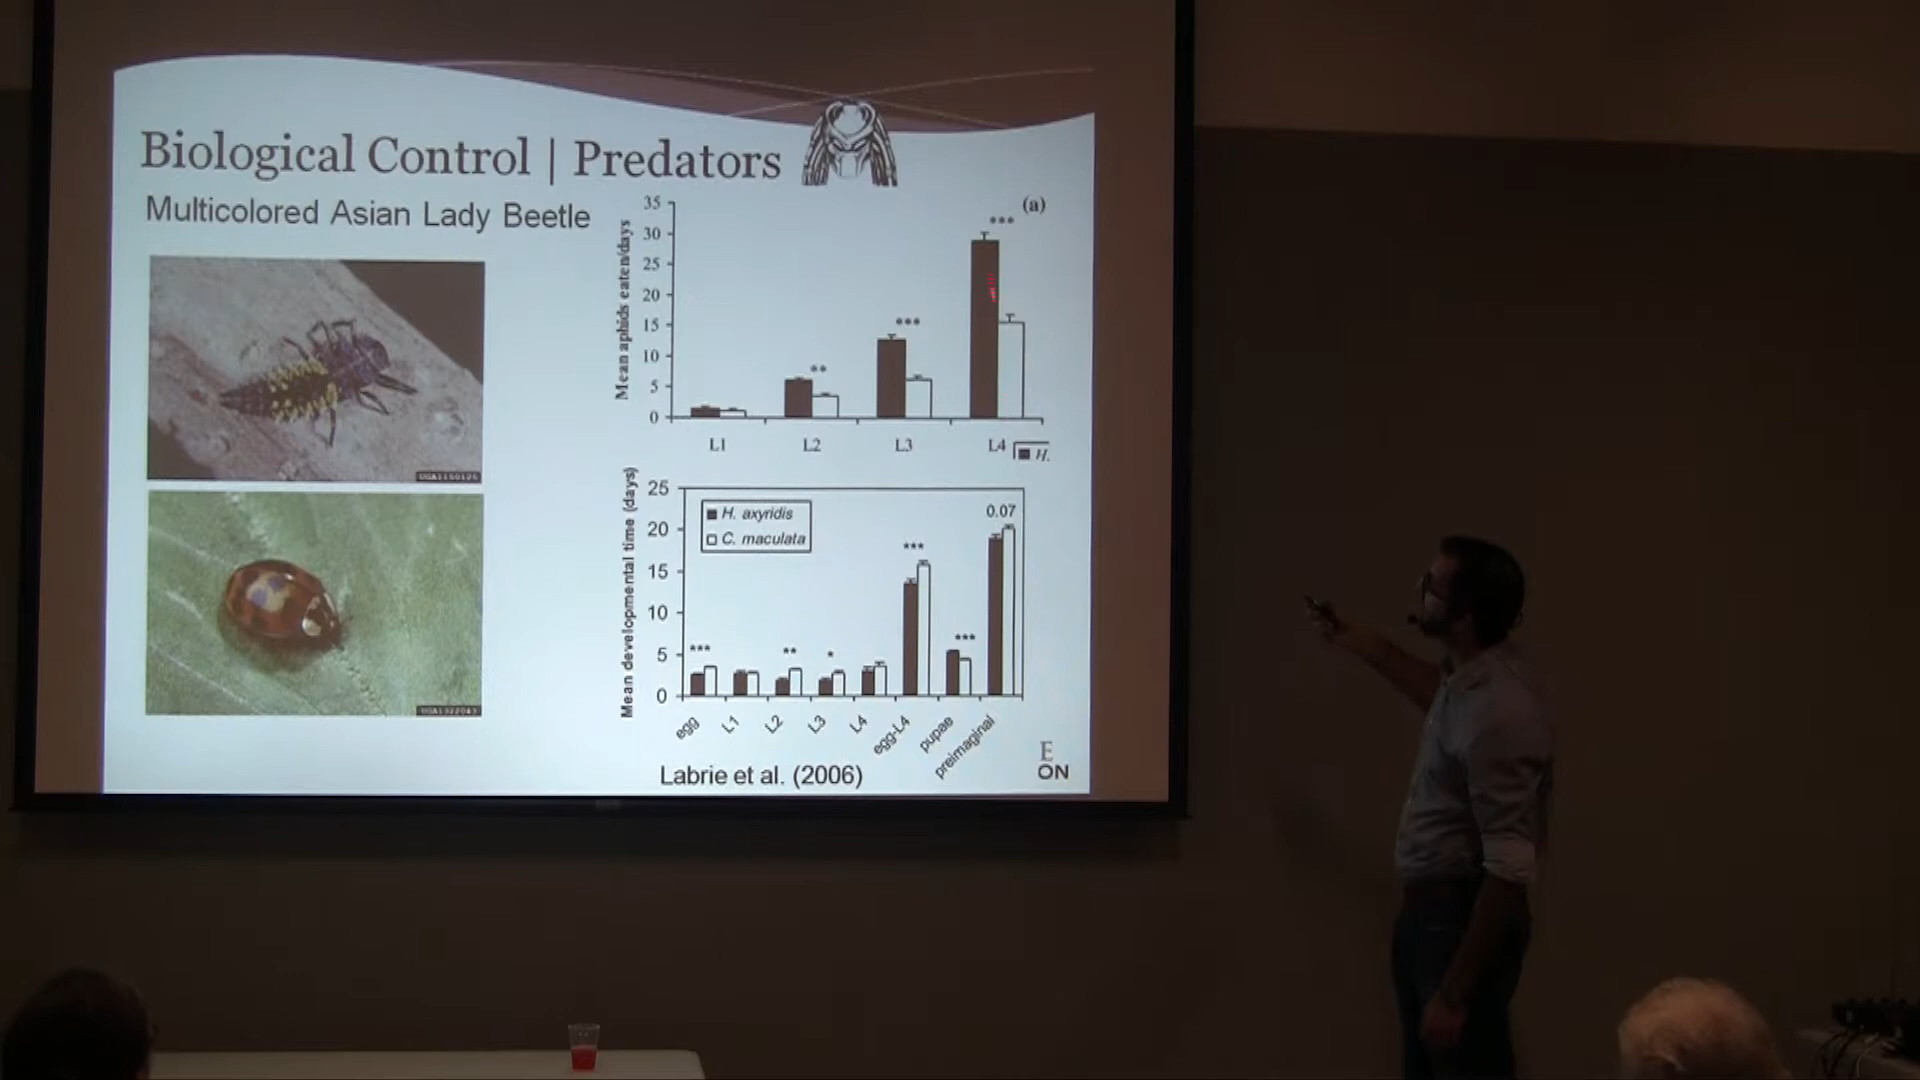 Biological Control | Predators
Multicolored Asian Lady Beetle
(a)
Mean aphids eaten/days
35
30
25
20
15
10
5
0
***
***
**
L1
L2
L3
L4
H.
Mean developmental time (days)
25
20
15
10
5
0
H. axyridis
C. maculata
0.07
***
***
**
*
***
egg
L1
L2
L3
L4
egg-L4
pupae
preimaginal
Labrie et al. (2006)
E
ON